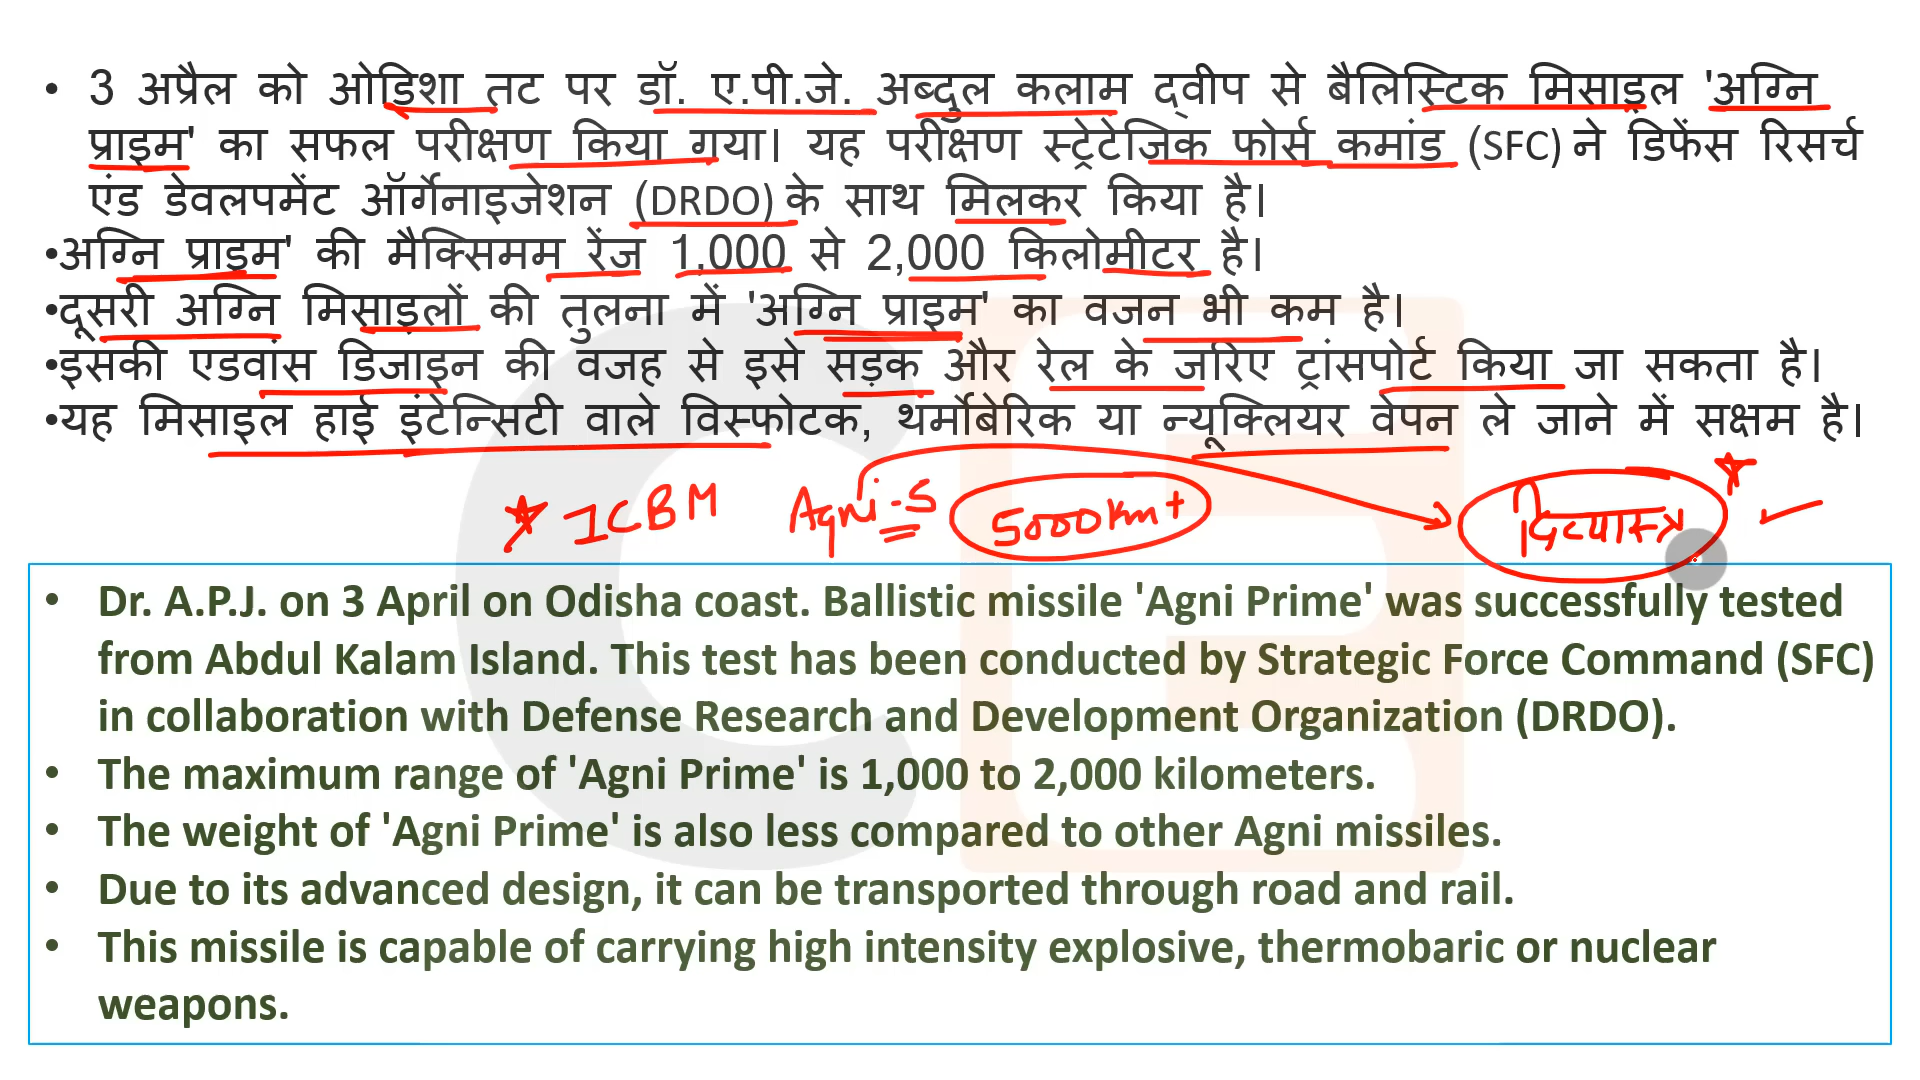 • 3 अप्रैल को ओडिशा तट पर डॉ. ए.पी.जे. अब्दुल कलाम द्वीप से बैलिस्टिक मिसाइल 'अग्नि
प्राइम' का सफल परीक्षण किया गया। यह परीक्षण स्ट्रेटेजिक फोर्स कमांड (SFC) ने डिफेंस रिसर्च
एंड डेवलपमेंट ऑर्गेनाइजेशन (DRDO) के साथ मिलकर किया है।
•अग्नि प्राइम' की मैक्सिमम रेंज 1,000 से 2,000 किलोमीटर है।
•दूसरी अग्नि मिसाइलों की तुलना में 'अग्नि प्राइम' का वजन भी कम है।
•इसकी एडवांस डिजाइन की वजह से इसे सड़क और रेल के जरिए ट्रांसपोर्ट किया जा सकता है।
•यह मिसाइल हाई इंटेन्सिटी वाले विस्फोटक, थर्मोबेरिक या न्यूक्लियर वेपन ले जाने में सक्षम है।
ICBM Agni-5 5000km+ दिव्यास्त्र
• Dr. A.P.J. on 3 April on Odisha coast. Ballistic missile 'Agni Prime' was successfully tested
from Abdul Kalam Island. This test has been conducted by Strategic Force Command (SFC)
in collaboration with Defense Research and Development Organization (DRDO).
• The maximum range of 'Agni Prime' is 1,000 to 2,000 kilometers.
• The weight of 'Agni Prime' is also less compared to other Agni missiles.
• Due to its advanced design, it can be transported through road and rail.
• This missile is capable of carrying high intensity explosive, thermobaric or nuclear
weapons.